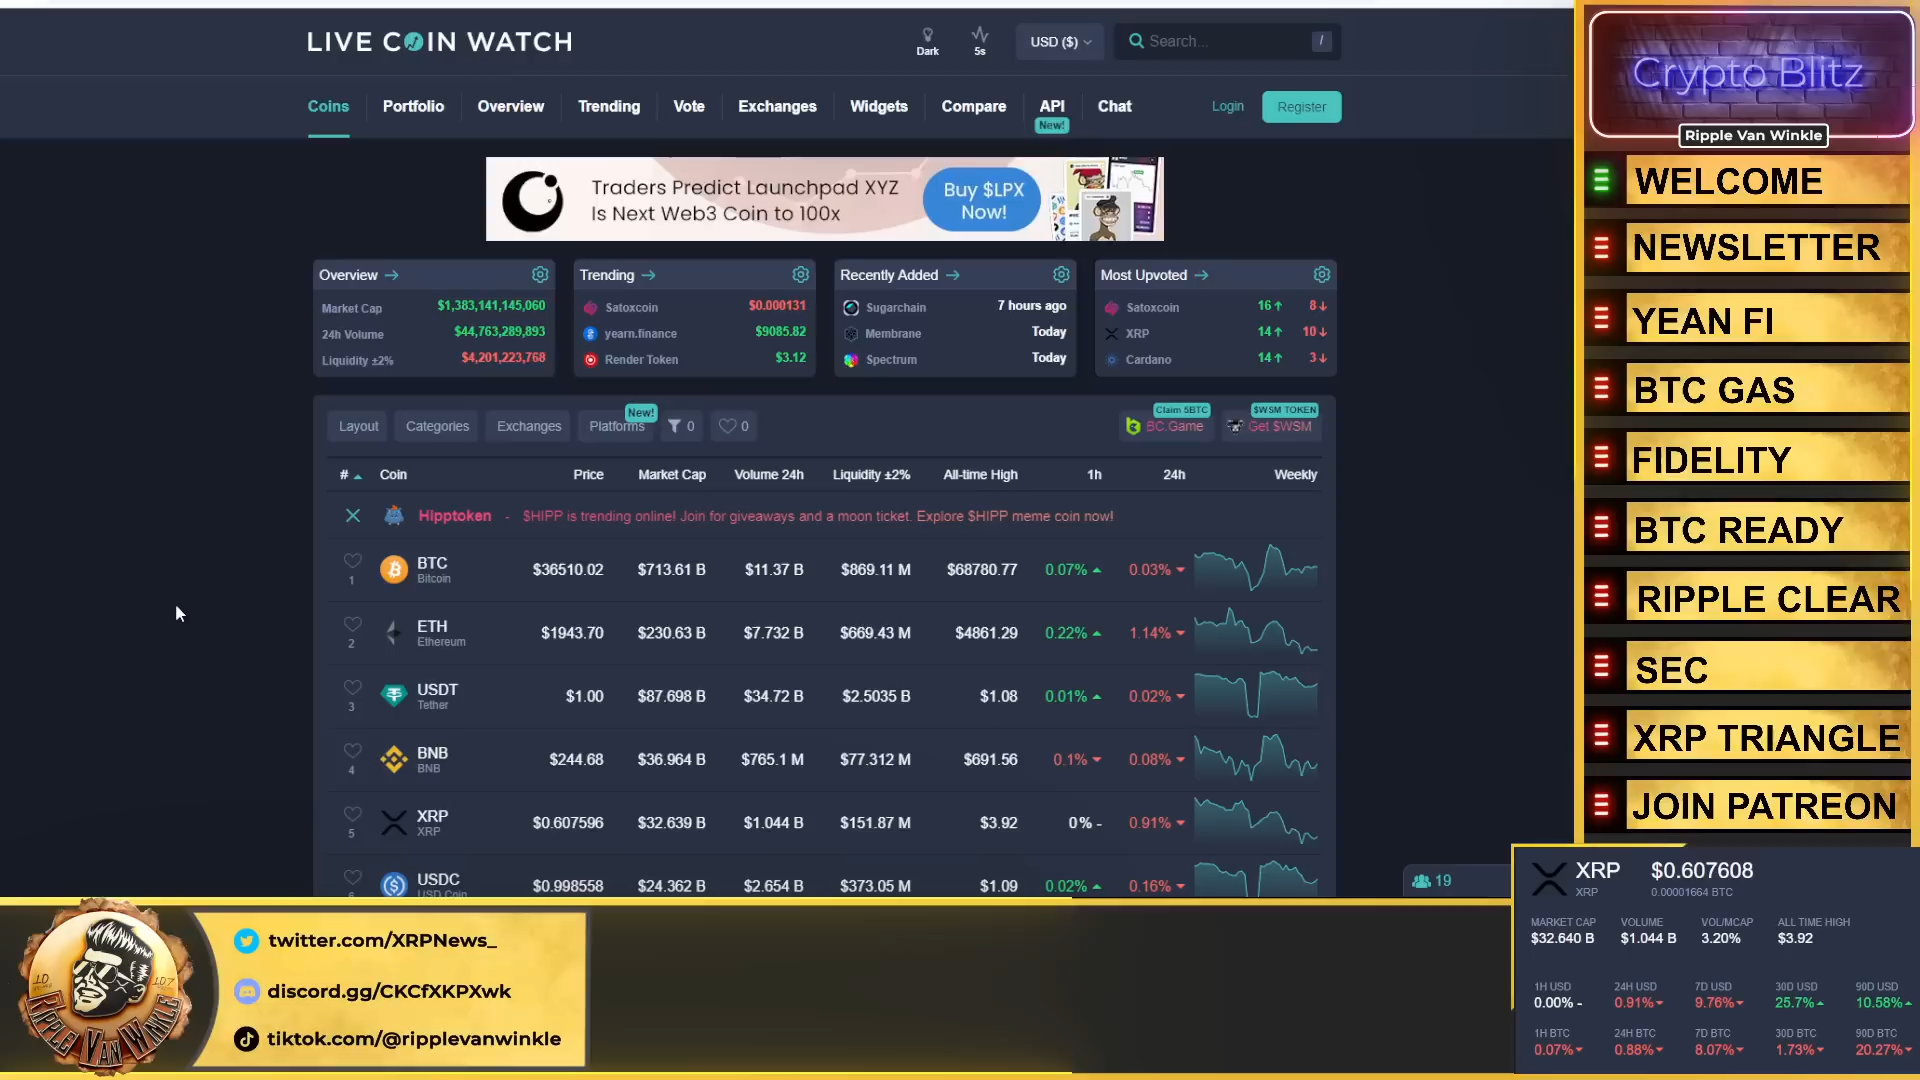 LIVE COIN WATCH
Dark
5s
USD ($)
Search...
/
Coins
Portfolio
Overview
Trending
Vote
Exchanges
Widgets
Compare
API
New!
Chat
Login
Register
Traders Predict Launchpad XYZ
Is Next Web3 Coin to 100x
Buy $LPX
Now!
Overview →
Market Cap $1,383,141,145,060
24h Volume $44,763,289,893
Liquidity ±2% $4,201,223,768
Trending →
Satoxcoin $0.000131
yearn.finance $9085.82
Render Token $3.12
Recently Added →
Sugarchain 7 hours ago
Membrane Today
Spectrum Today
Most Upvoted →
Satoxcoin 16↑ 8↓
XRP 14↑ 10↓
Cardano 14↑ 3↓
Layout
Categories
Exchanges
Platforms
New!
0
0
Claim 5BTC
BC.Game
$WSM TOKEN
Get $WSM
# Coin Price Market Cap Volume 24h Liquidity ±2% All-time High 1h 24h Weekly
Hipptoken - $HIPP is trending online! Join for giveaways and a moon ticket. Explore $HIPP meme coin now!
1 BTC Bitcoin $36510.02 $713.61 B $11.37 B $869.11 M $68780.77 0.07% 0.03%
2 ETH Ethereum $1943.70 $230.63 B $7.732 B $669.43 M $4861.29 0.22% 1.14%
3 USDT Tether $1.00 $87.698 B $34.72 B $2.5035 B $1.08 0.01% 0.02%
4 BNB BNB $244.68 $36.964 B $765.1 M $77.312 M $691.56 0.1% 0.08%
5 XRP XRP $0.607596 $32.639 B $1.044 B $151.87 M $3.92 0% - 0.91%
6 USDC USD Coin $0.998558 $24.362 B $2.654 B $373.05 M $1.09 0.02% 0.16%
19
Crypto Blitz
Ripple Van Winkle
WELCOME
NEWSLETTER
YEAN FI
BTC GAS
FIDELITY
BTC READY
RIPPLE CLEAR
SEC
XRP TRIANGLE
JOIN PATREON
XRP $0.607608
XRP 0.00001664 BTC
MARKET CAP VOLUME VOL/MCAP ALL TIME HIGH
$32.640 B $1.044 B 3.20% $3.92
1H USD 24H USD 7D USD 30D USD 90D USD
0.00% - 0.91% 9.76% 25.7% 10.58%
1H BTC 24H BTC 7D BTC 30D BTC 90D BTC
0.07% 0.88% 8.07% 1.73% 20.27%
10
107
RIPPLE VAN WINKLE
twitter.com/XRPNews_
discord.gg/CKCfXKPXwk
tiktok.com/@ripplevanwinkle